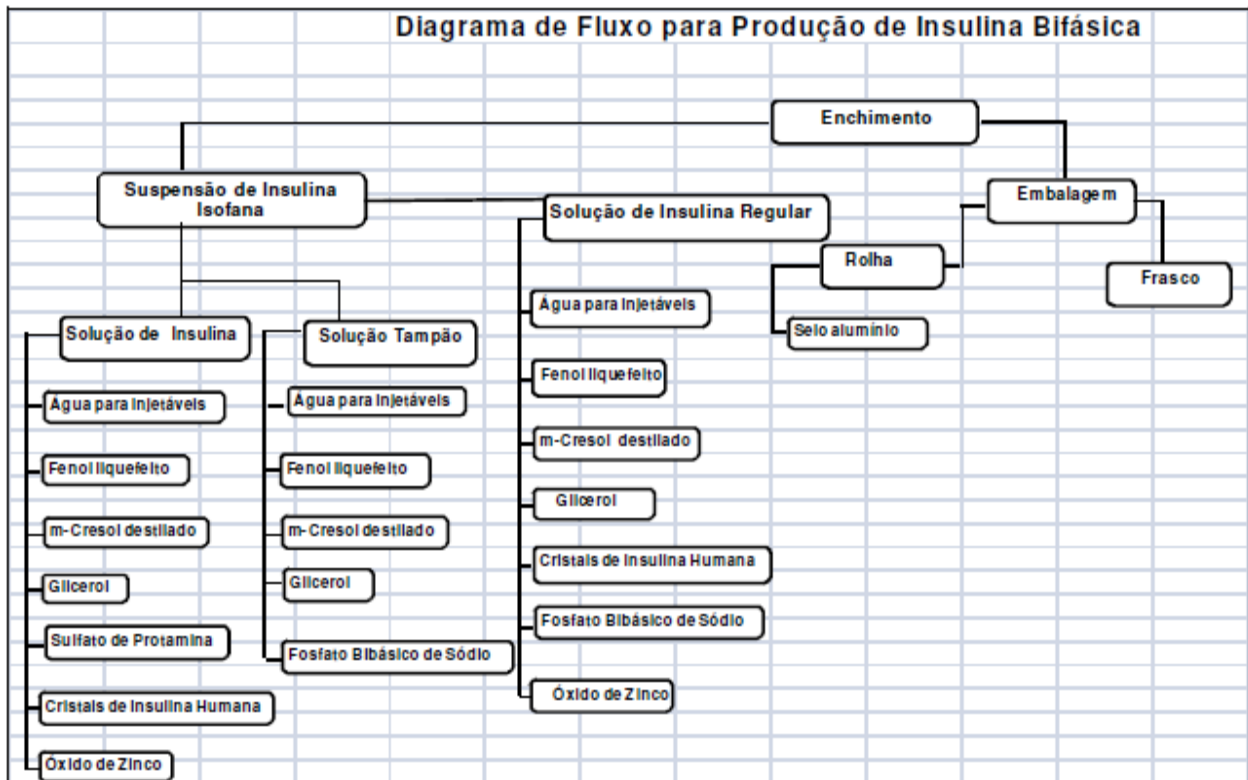 Diagrama de Fluxo para Produção de Insulina Bifásica
Enchimento
Suspensão de Insulina
Isofana
Solução de Insulina Regular
Embalagem
Rolha
Frasco
Selo alumínio
Solução de Insulina
Água para Injetáveis
Fenol liquefeito
m-Cresol destilado
Glicerol
Sulfato de Protamina
Cristais de Insulina Humana
Óxido de Zinco
Solução Tampão
Água para Injetáveis
Fenol liquefeito
m-Cresol destilado
Glicerol
Fosfato Bibásico de Sódio
Água para Injetáveis
Fenol liquefeito
m-Cresol destilado
Glicerol
Cristais de Insulina Humana
Fosfato Bibásico de Sódio
Óxido de Zinco